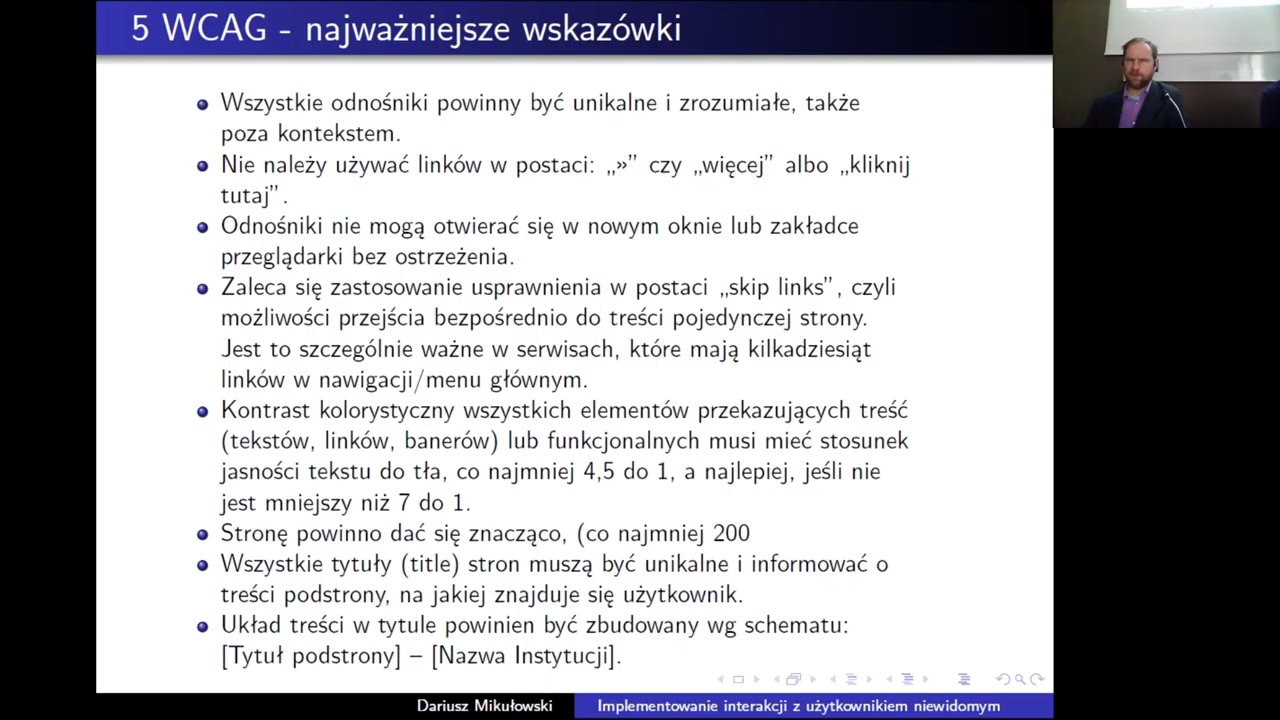 5 WCAG - najważniejsze wskazówki
Wszystkie odnośniki powinny być unikalne i zrozumiałe, także
poza kontekstem.
Nie należy używać linków w postaci: „»” czy „więcej” albo „kliknij
tutaj”.
Odnośniki nie mogą otwierać się w nowym oknie lub zakładce
przeglądarki bez ostrzeżenia.
Zaleca się zastosowanie usprawnienia w postaci „skip links”, czyli
możliwości przejścia bezpośrednio do treści pojedynczej strony.
Jest to szczególnie ważne w serwisach, które mają kilkadziesiąt
linków w nawigacji/menu głównym.
Kontrast kolorystyczny wszystkich elementów przekazujących treść
(tekstów, linków, banerów) lub funkcjonalnych musi mieć stosunek
jasności tekstu do tła, co najmniej 4,5 do 1, a najlepiej, jeśli nie
jest mniejszy niż 7 do 1.
Stronę powinno dać się znacząco, (co najmniej 200
Wszystkie tytuły (title) stron muszą być unikalne i informować o
treści podstrony, na jakiej znajduje się użytkownik.
Układ treści w tytule powinien być zbudowany wg schematu:
[Tytuł podstrony] – [Nazwa Instytucji].
Dariusz Mikułowski
Implementowanie interakcji z użytkownikiem niewidomym